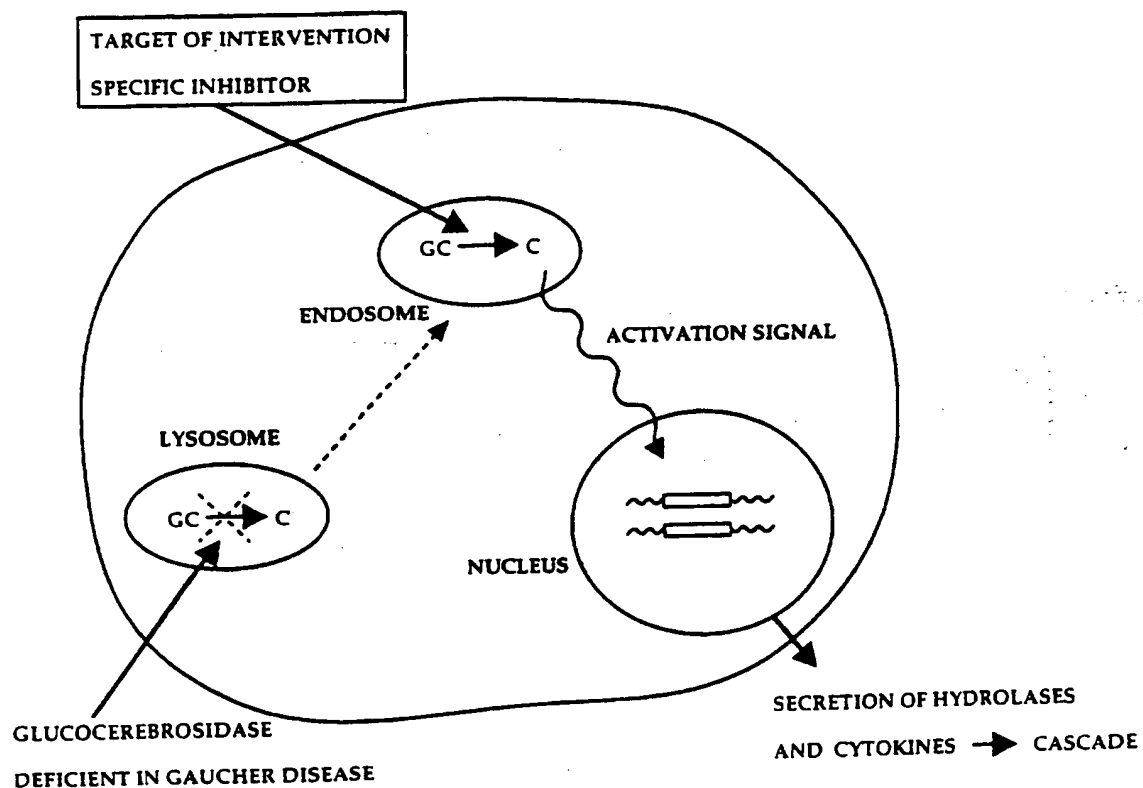 TARGET OF INTERVENTION
SPECIFIC INHIBITOR
GC C
ENDOSOME
ACTIVATION SIGNAL
LYSOSOME
GC C
NUCLEUS
GLUCOCEREBROSIDASE
DEFICIENT IN GAUCHER DISEASE
SECRETION OF HYDROLASES
AND CYTOKINES → CASCADE